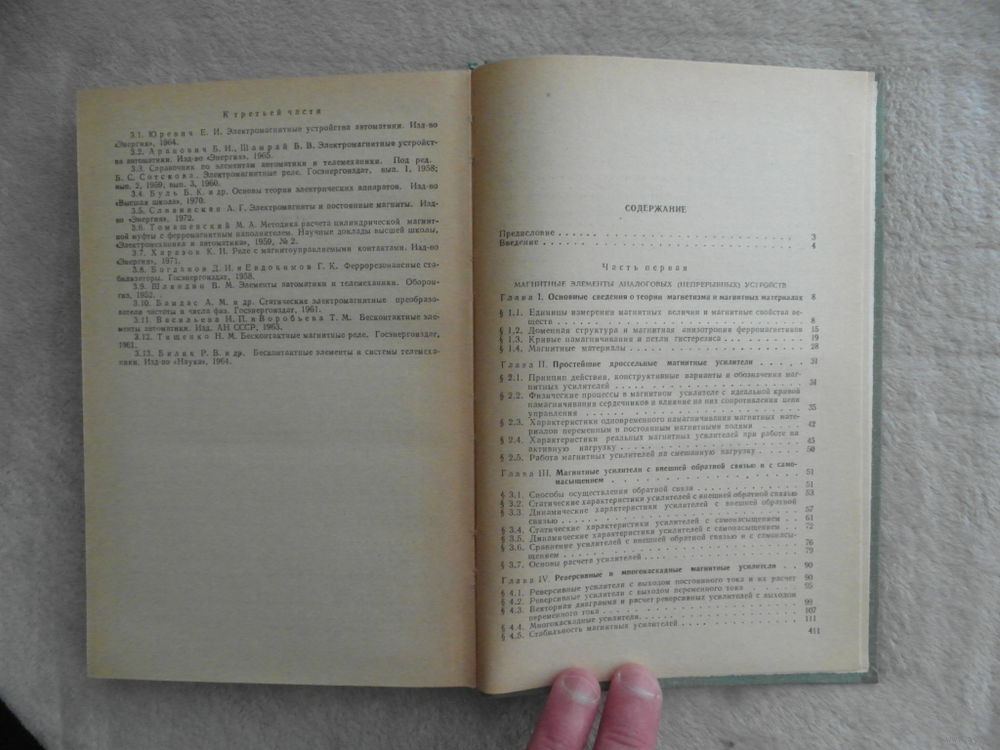 К третьей части
3.1. Юревич Е. И. Электромагнитные устройства автоматики. Изд-во
«Энергия», 1964.
3.2. Аранович Б. И., Шамрай Б. В. Электромагнитные устройст-
ва автоматики. Изд-во «Энергия», 1965.
3.3. Справочник по элементам автоматики и телемеханики. Под ред.
Б. С. Сотскова. Электромагнитные реле. Госэнергоиздат, вып. 1, 1958;
вып. 2, 1959; вып. 3, 1960.
3.4. Буль Б. К. и др. Основы теории электрических аппаратов. Изд-во
«Высшая школа», 1970.
3.5. Сливинская А. Г. Электромагниты и постоянные магниты. Изд-
во «Энергия», 1972.
3.6. Томашевский М. А. Методика расчета цилиндрической магнит-
ной муфты с ферромагнитным наполнителем. Научные доклады высшей школы,
«Электромеханика и автоматика», 1959, № 2.
3.7. Харазов К. И. Реле с магнитоуправляемыми контактами. Изд-во
«Энергия», 1971.
3.8. Богданов Д. И. и Евдокимов Г. К. Феррорезонансные ста-
билизаторы. Госэнергоиздат, 1958.
3.9. Шляндин В. М. Элементы автоматики и телемеханики. Оборон-
гиз, 1952.
3.10. Бамдас А. М. и др. Статические электромагнитные преобразо-
ватели частоты и числа фаз. Госэнергоиздат, 1961.
3.11. Васильева Н. П. и Воробьева Т. М. Бесконтактные эле-
менты автоматики. Изд. АН СССР, 1963.
3.12. Тищенко Н. М. Бесконтактные магнитные реле. Госэнергоиздат,
1961.
3.13. Биляк Р. В. и др. Бесконтактные элементы и системы телемеха-
ники. Изд-во «Наука», 1964.
СОДЕРЖАНИЕ
Предисловие 3
Введение 4
Часть первая
МАГНИТНЫЕ ЭЛЕМЕНТЫ АНАЛОГОВЫХ (НЕПРЕРЫВНЫХ) УСТРОЙСТВ
Глава I. Основные сведения о теории магнетизма и магнитных материалах 8
§ 1.1. Единицы измерения магнитных величин и магнитные свойства ве-
ществ 8
§ 1.2. Доменная структура и магнитная анизотропия ферромагнетиков 15
§ 1.3. Кривые намагничивания и петли гистерезиса 19
§ 1.4. Магнитные материалы 28
Глава II. Простейшие дроссельные магнитные усилители 31
§ 2.1. Принцип действия, конструктивные варианты и обозначения маг-
нитных усилителей 31
§ 2.2. Физические процессы в магнитном усилителе с идеальной кривой
намагничивания сердечников и влияние на них сопротивления цепи
управления 35
§ 2.3. Характеристики одновременного намагничивания магнитных мате-
риалов переменным и постоянным магнитными полями 42
§ 2.4. Характеристики реальных магнитных усилителей при работе на
активную нагрузку 45
§ 2.5. Работа магнитных усилителей на смешанную нагрузку 50
Глава III. Магнитные усилители с внешней обратной связью и с само-
насыщением 51
§ 3.1. Способы осуществления обратной связи 51
§ 3.2. Статические характеристики усилителей с внешней обратной связью 53
§ 3.3. Динамические характеристики усилителей с внешней обратной
связью 57
§ 3.4. Статические характеристики усилителей с самонасыщением 61
§ 3.5. Динамические характеристики усилителей с самонасыщением 72
§ 3.6. Сравнение усилителей с внешней обратной связью и с самонасы-
щением 76
§ 3.7. Основы расчета усилителей 79
Глава IV. Реверсивные и многокаскадные магнитные усилители 90
§ 4.1. Реверсивные усилители с выходом постоянного тока и их расчет 90
§ 4.2. Реверсивные усилители с выходом переменного тока 95
§ 4.3. Векторная диаграмма и расчет реверсивных усилителей с выходом
переменного тока 99
§ 4.4. Многокаскадные усилители 107
§ 4.5. Стабильность магнитных усилителей 111
411